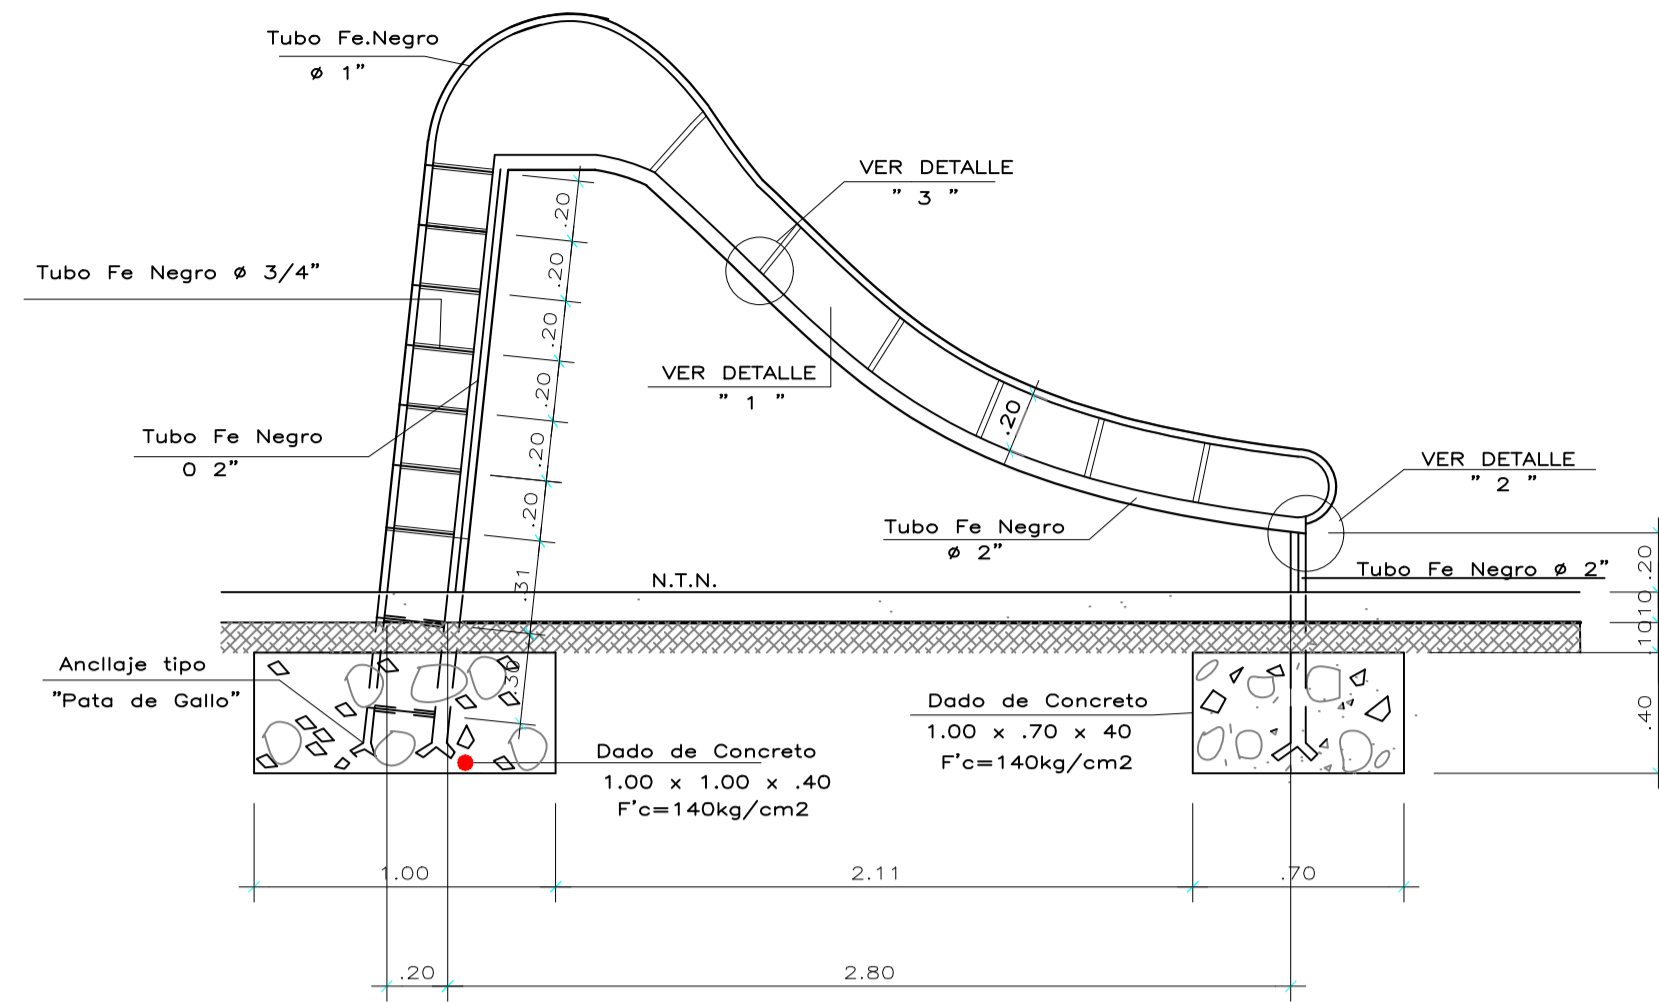 Tubo Fe.Negro
ø 1"
VER DETALLE
" 3 "
.20
.20
Tubo Fe Negro ø 3/4"
.20
VER DETALLE
" 1 "
.20
.20
Tubo Fe Negro
O 2"
.20
.20
VER DETALLE
" 2 "
Tubo Fe Negro
ø 2"
.20
Tubo Fe Negro ø 2"
N.T.N.
.31
.10
.10
Ancllaje tipo
"Pata de Gallo"
.30
Dado de Concreto
1.00 x .70 x 40
F'c=140kg/cm2
.40
Dado de Concreto
1.00 x 1.00 x .40
F'c=140kg/cm2
1.00
2.11
.70
.20
2.80